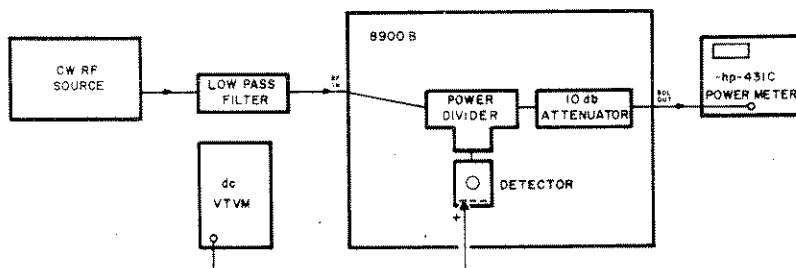 8900 B
CW RF
SOURCE
LOW PASS
FILTER
RF
IN
POWER
DIVIDER
10 db
ATTENUATOR
BOL
OUT
-hp-431C
POWER METER
dc
VTVM
DETECTOR
+